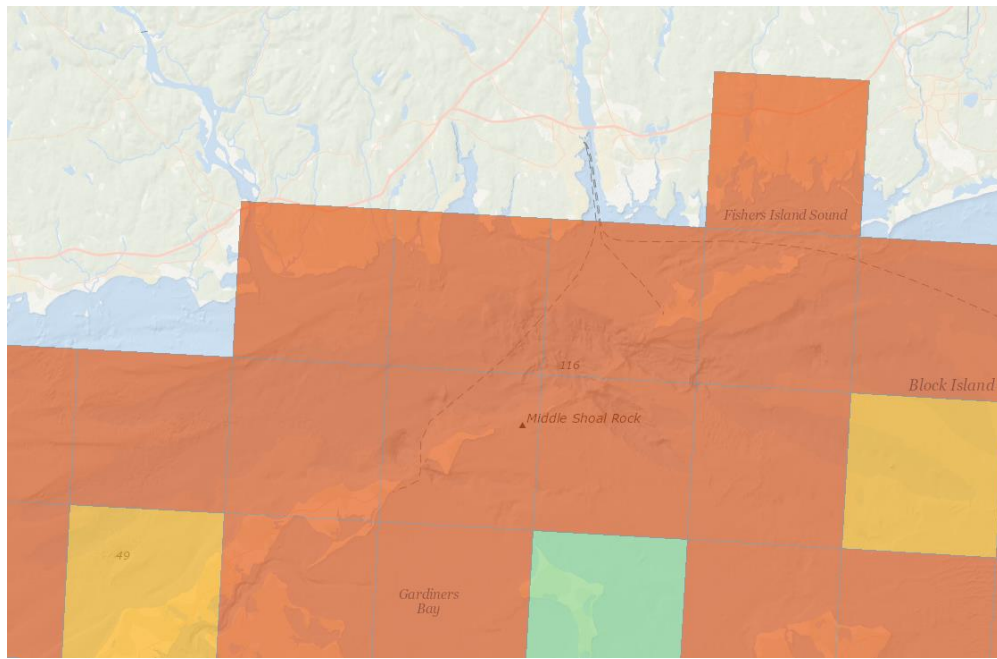 Fishers Island Sound
116
Block Island
Middle Shoal Rock
49
Gardiners
Bay